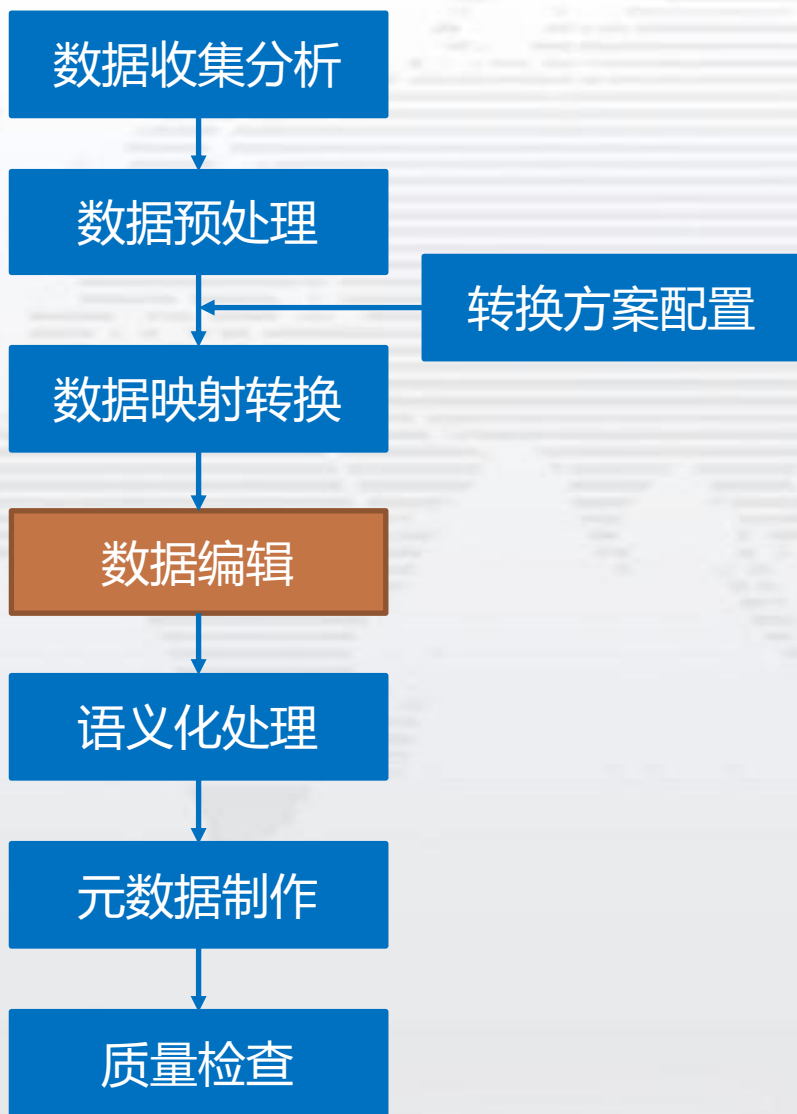 数据收集分析
数据预处理
转换方案配置
数据映射转换
数据编辑
语义化处理
元数据制作
质量检查